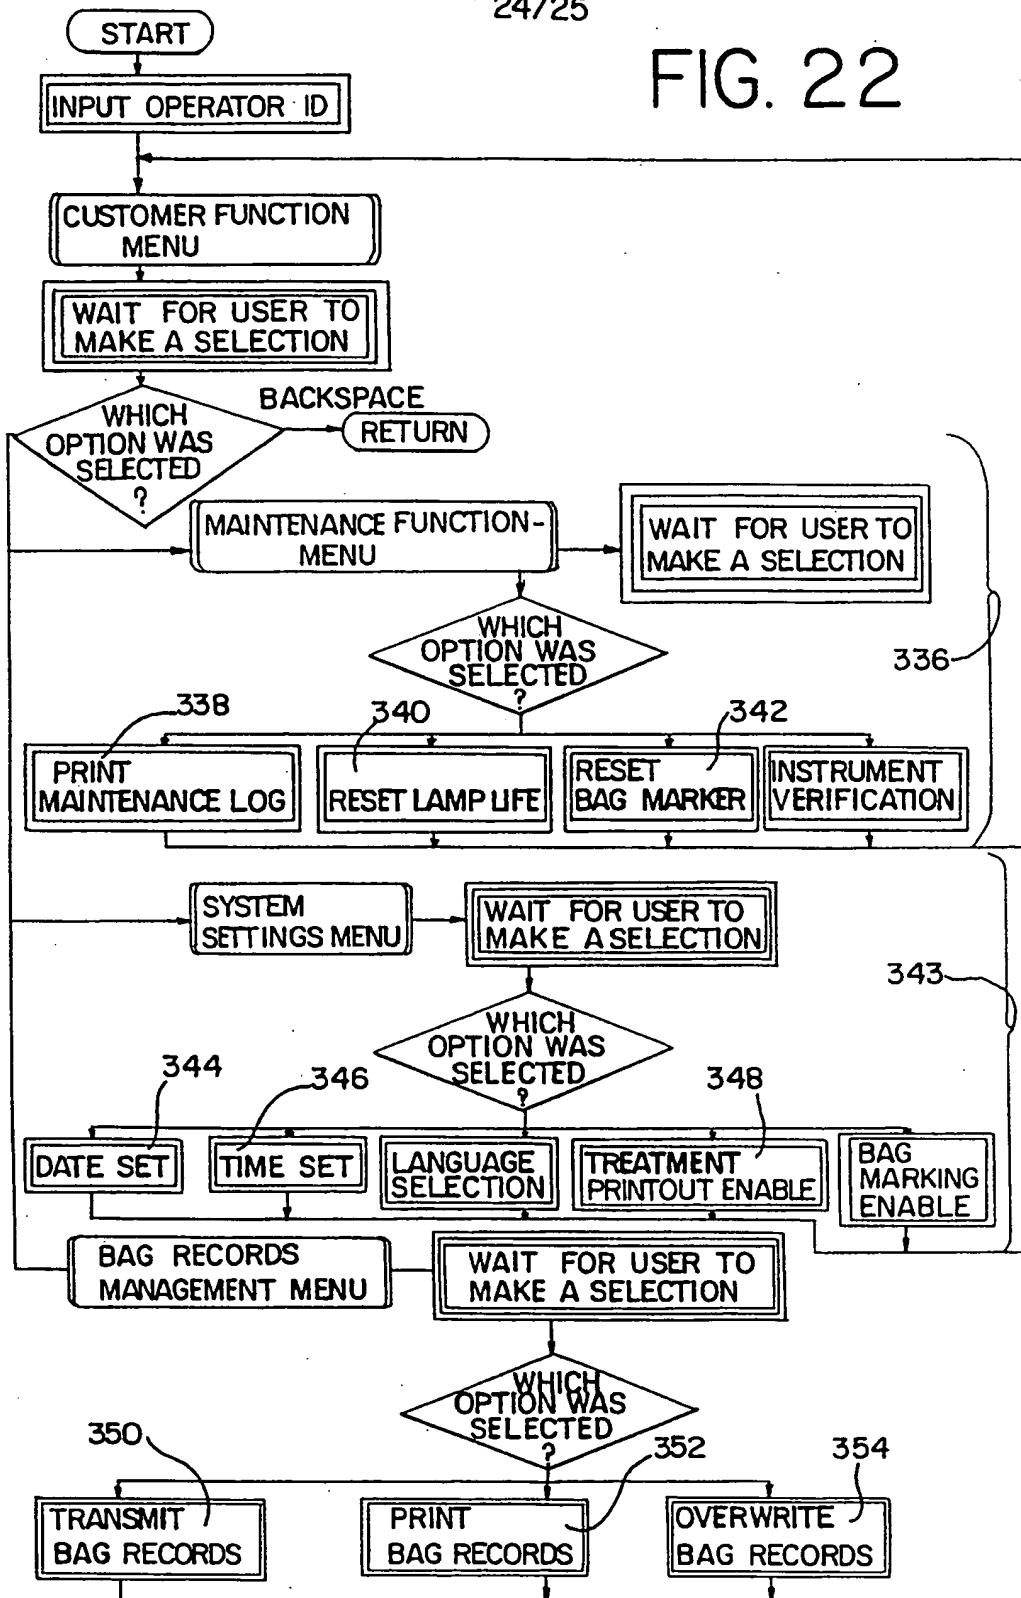 24/25
FIG. 22
START
INPUT OPERATOR ID
CUSTOMER FUNCTION
MENU
WAIT FOR USER TO
MAKE A SELECTION
BACKSPACE
WHICH
OPTION WAS
SELECTED
?
RETURN
MAINTENANCE FUNCTION-
MENU
WAIT FOR USER TO
MAKE A SELECTION
WHICH
OPTION WAS
SELECTED
?
336
338
340
342
PRINT
MAINTENANCE LOG
RESET LAMP LIFE
RESET
BAG MARKER
INSTRUMENT
VERIFICATION
SYSTEM
SETTINGS MENU
WAIT FOR USER TO
MAKE A SELECTION
343
WHICH
OPTION WAS
SELECTED
?
344
346
348
DATE SET
TIME SET
LANGUAGE
SELECTION
TREATMENT
PRINTOUT ENABLE
BAG
MARKING
ENABLE
BAG RECORDS
MANAGEMENT MENU
WAIT FOR USER TO
MAKE A SELECTION
WHICH
OPTION WAS
SELECTED
?
350
352
354
TRANSMIT
BAG RECORDS
PRINT
BAG RECORDS
OVERWRITE
BAG RECORDS